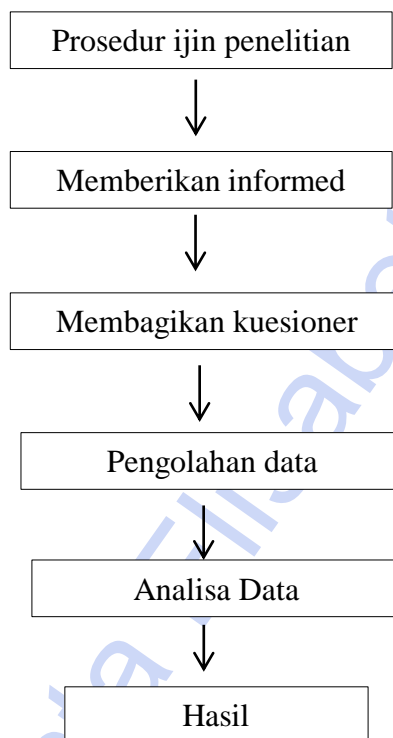 Prosedur ijin penelitian
Memberikan informed
Membagikan kuesioner
Pengolahan data
Analisa Data
Hasil